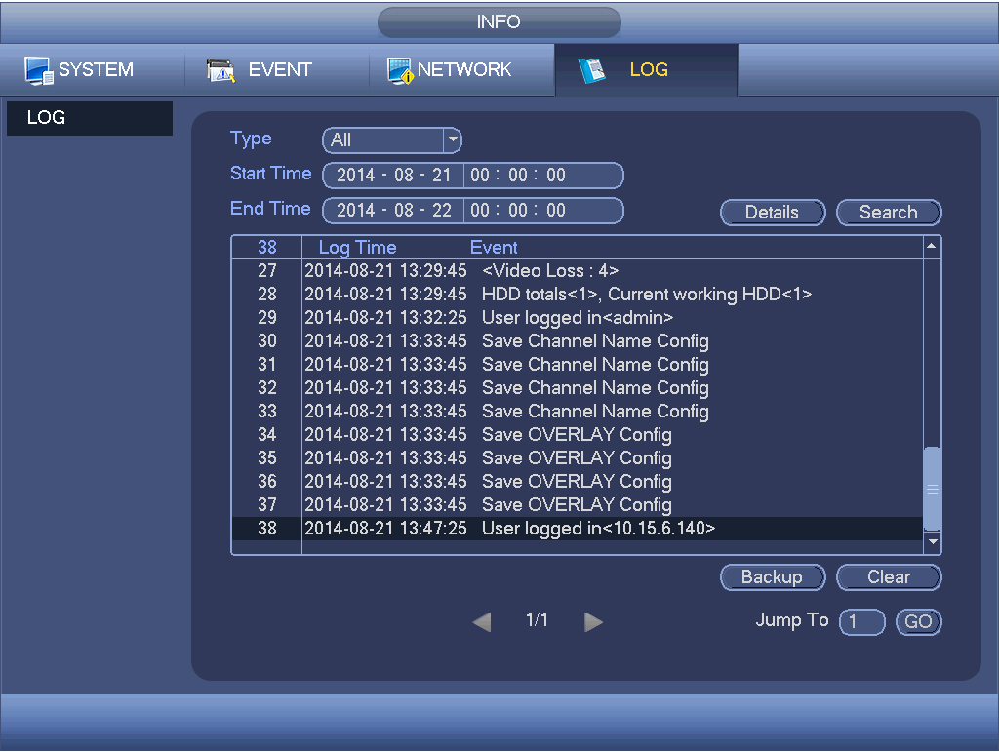 INFO
SYSTEM EVENT NETWORK LOG
LOG
Type All
Start Time 2014 - 08 - 21 00 : 00 : 00
End Time 2014 - 08 - 22 00 : 00 : 00 Details Search
38 Log Time Event
27 2014-08-21 13:29:45 <Video Loss : 4>
28 2014-08-21 13:29:45 HDD totals<1>, Current working HDD<1>
29 2014-08-21 13:32:25 User logged in<admin>
30 2014-08-21 13:33:45 Save Channel Name Config
31 2014-08-21 13:33:45 Save Channel Name Config
32 2014-08-21 13:33:45 Save Channel Name Config
33 2014-08-21 13:33:45 Save Channel Name Config
34 2014-08-21 13:33:45 Save OVERLAY Config
35 2014-08-21 13:33:45 Save OVERLAY Config
36 2014-08-21 13:33:45 Save OVERLAY Config
37 2014-08-21 13:33:45 Save OVERLAY Config
38 2014-08-21 13:47:25 User logged in<10.15.6.140>
Backup Clear
1/1 Jump To 1 GO